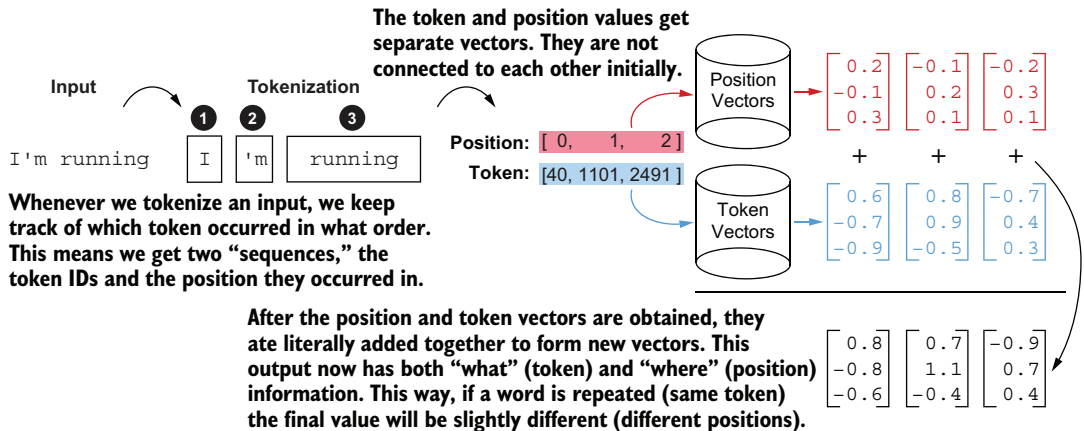 The token and position values get
separate vectors. They are not
connected to each other initially.
Input
Tokenization
1 2 3
I'm running
I 'm running
Whenever we tokenize an input, we keep
track of which token occurred in what order.
This means we get two “sequences,” the
token IDs and the position they occurred in.
Position: [ 0, 1, 2 ]
Token: [40, 1101, 2491 ]
Position
Vectors
0.2 -0.1 -0.2
-0.1 0.2 0.3
0.3 0.1 0.1
+ + +
Token
Vectors
0.6 0.8 -0.7
-0.7 0.9 0.4
-0.9 -0.5 0.3
After the position and token vectors are obtained, they
ate literally added together to form new vectors. This
output now has both “what” (token) and “where” (position)
information. This way, if a word is repeated (same token)
the final value will be slightly different (different positions).
0.8 0.7 -0.9
-0.8 1.1 0.7
-0.6 -0.4 0.4